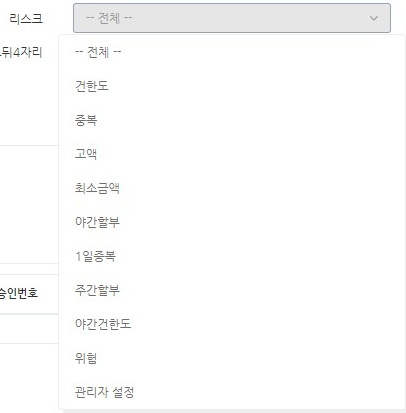 리스크
-- 전체 --
뒤4자리
-- 전체 --
건한도
중복
고액
최소금액
야간할부
1일중복
주간할부
승인번호
야간건한도
위험
관리자 설정